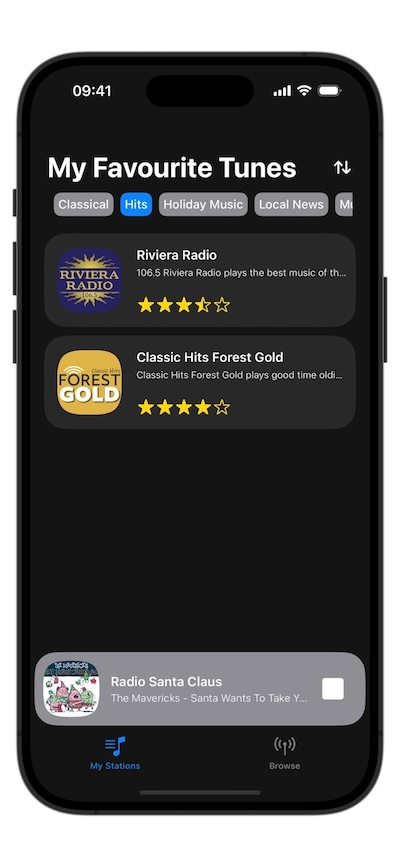 09:41
My Favourite Tunes
Classical Hits Holiday Music Local News Mu
RIVIERA
RADIO
106.5
Riviera Radio
106.5 Riviera Radio plays the best music of th...
Classic Hits
FOREST
GOLD
Classic Hits Forest Gold
Classic Hits Forest Gold plays good time oldi...
THE MAVERICKS
Radio Santa Claus
The Mavericks - Santa Wants To Take Y...
My Stations Browse